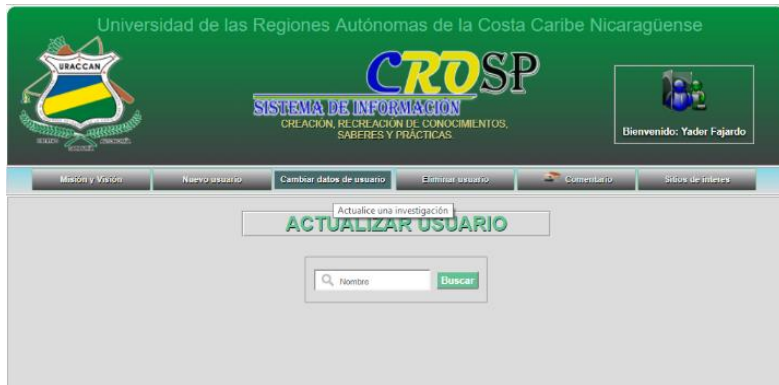 Universidad de las Regiones Autónomas de la Costa Caribe Nicaragüense
URACCAN
CROSP
SISTEMA DE INFORMACIÓN
CREACIÓN, RECREACIÓN DE CONOCIMIENTOS,
SABERES Y PRÁCTICAS.
Bienvenido: Yader Fajardo
Misión y Visión
Nuevo usuario
Cambiar datos de usuario
Eliminar usuario
Comentario
Sitios de interes
Actualice una investigación
ACTUALIZAR USUARIO
Nombre
Buscar